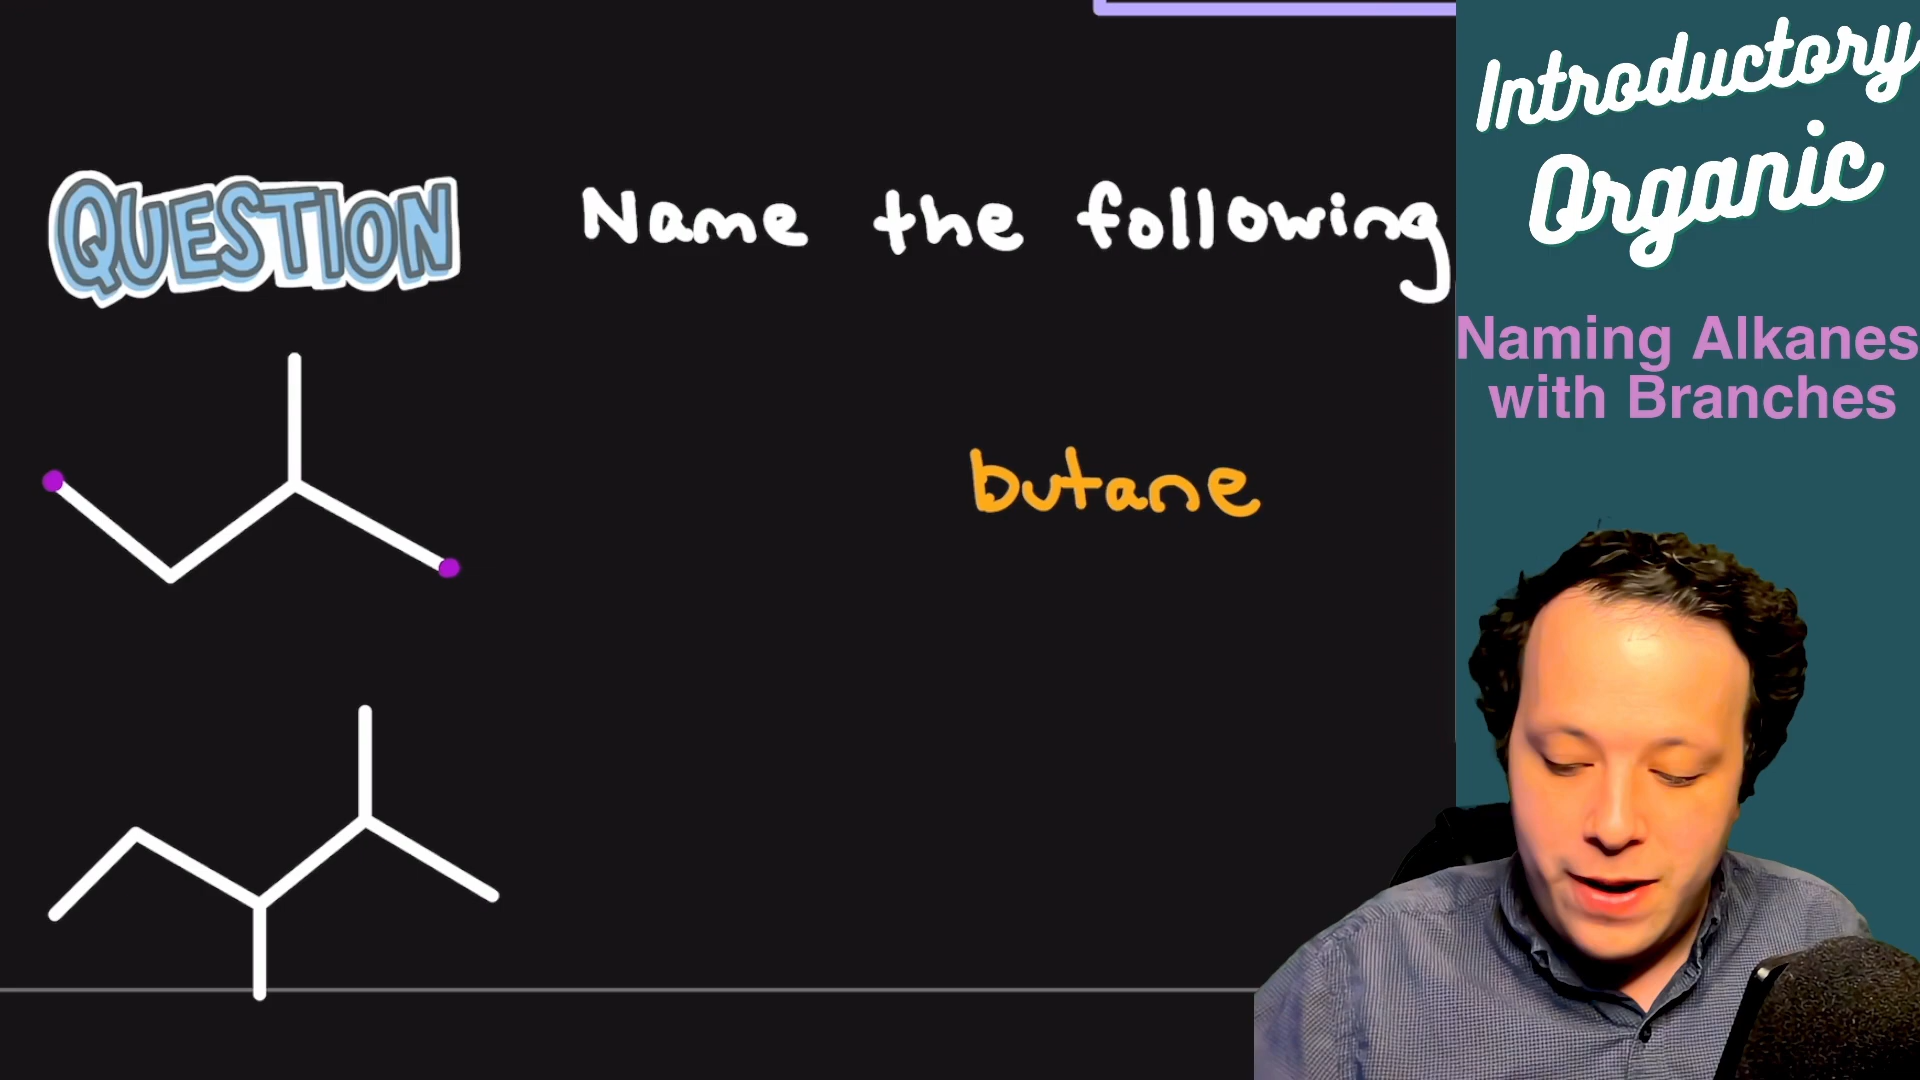 QUESTION Name the following
butane
Introductory
Organic
Naming Alkanes
with Branches